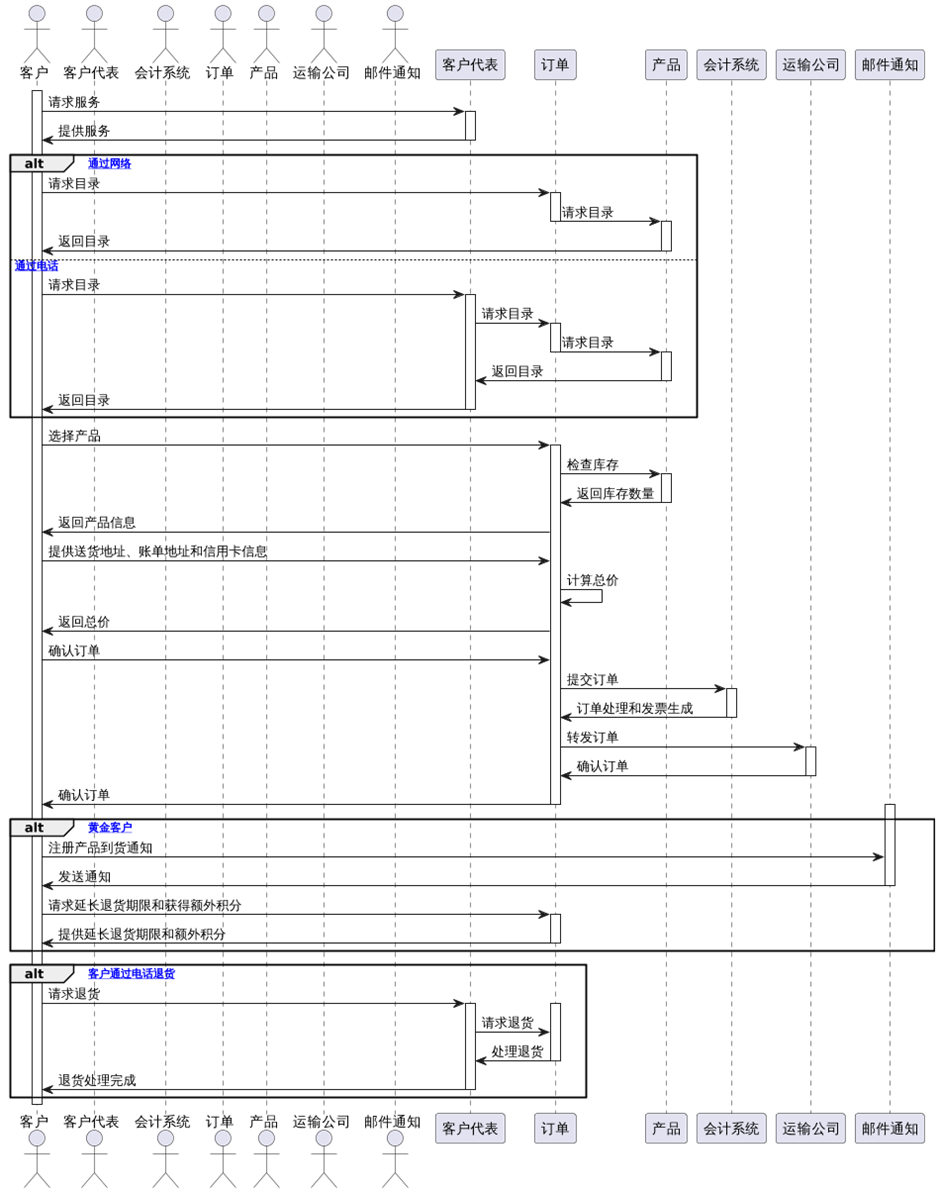 客户 客户代表 会计系统 订单 产品 运输公司 邮件通知 客户代表 订单 产品 会计系统 运输公司 邮件通知
请求服务
提供服务
alt 通过网络
请求目录
请求目录
返回目录
通过电话
请求目录
请求目录
请求目录
返回目录
返回目录
选择产品
检查库存
返回库存数量
返回产品信息
提供送货地址、账单地址和信用卡信息
计算总价
返回总价
确认订单
提交订单
订单处理和发票生成
转发订单
确认订单
确认订单
alt 黄金客户
注册产品到货通知
发送通知
请求延长退货期限和获得额外积分
提供延长退货期限和额外积分
alt 客户通过电话退货
请求退货
请求退货
处理退货
退货处理完成
客户 客户代表 会计系统 订单 产品 运输公司 邮件通知 客户代表 订单 产品 会计系统 运输公司 邮件通知